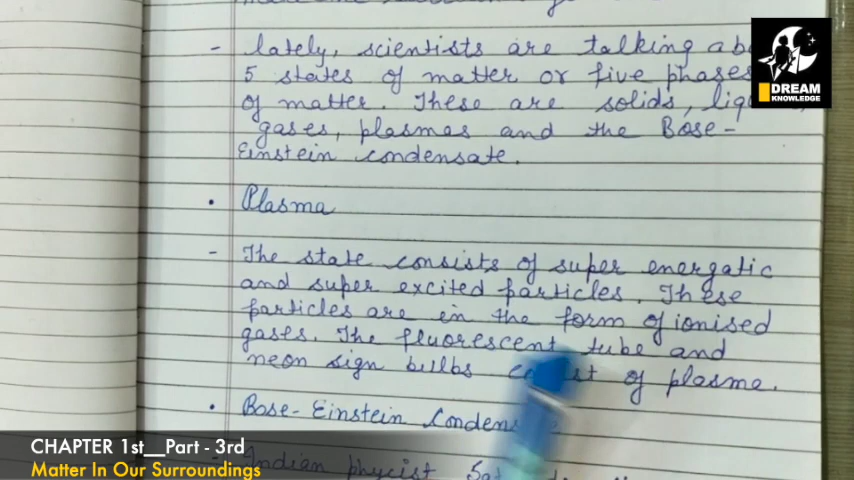 - lately, scientists are talking
5 states of matter or five phases
of matter. These are solids,
gases, plasmas and the Bose-
Einstein condensate.
• Plasma
- The state consists of super energatic
and super excited particles. These
particles are in the form of ionised
gases. The fluorescent tube and
neon sign bulbs of plasma.
• Bose-Einstein
Indian phycist
DREAM
KNOWLEDGE
CHAPTER 1st__Part - 3rd
Matter In Our Surroundings